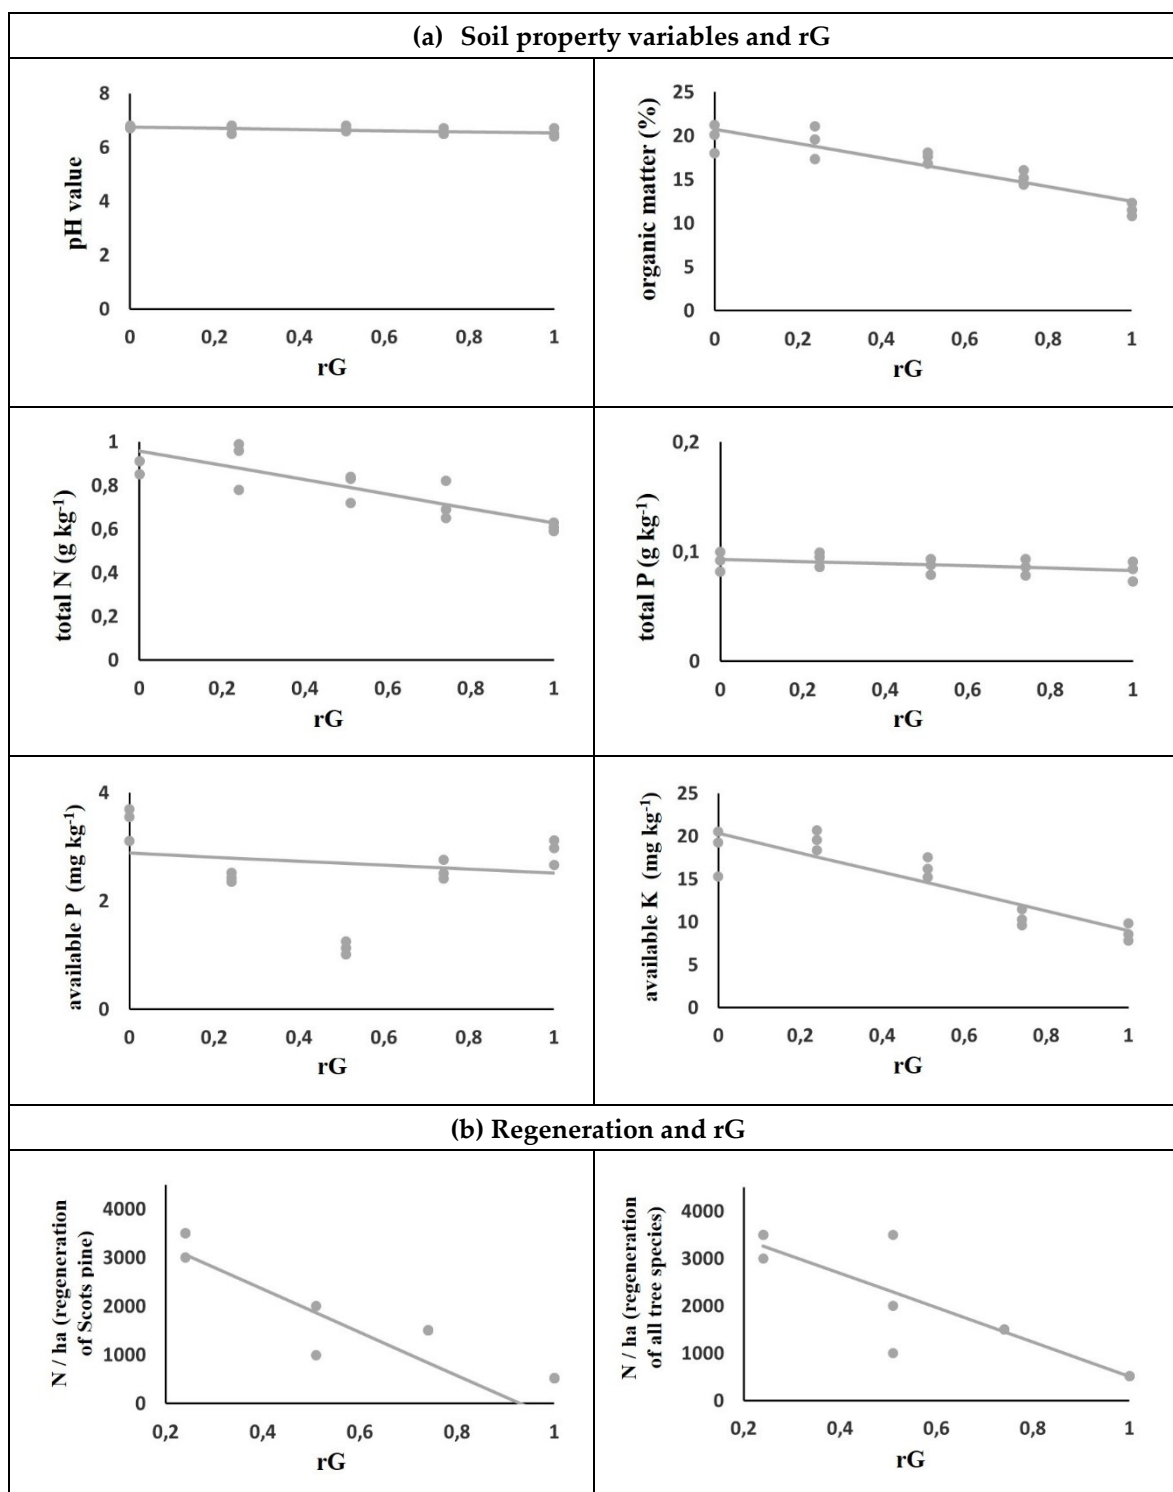 (a) Soil property variables and rG
pH value
8
6
4
2
0
0 0,2 0,4 0,6 0,8 1
rG
organic matter (%)
25
20
15
10
5
0
0 0,2 0,4 0,6 0,8 1
rG
total N (g kg-1)
1
0,8
0,6
0,4
0,2
0
0 0,2 0,4 0,6 0,8 1
rG
total P (g kg-1)
0,2
0,1
0
0 0,2 0,4 0,6 0,8 1
rG
available P (mg kg-1)
4
2
0
0 0,2 0,4 0,6 0,8 1
rG
available K (mg kg-1)
25
20
15
10
5
0
0 0,2 0,4 0,6 0,8 1
rG
(b) Regeneration and rG
N / ha (regeneration
of Scots pine)
4000
3000
2000
1000
0
0,2 0,4 0,6 0,8 1
rG
N / ha (regeneration
of all tree species)
4000
3000
2000
1000
0
0,2 0,4 0,6 0,8 1
rG